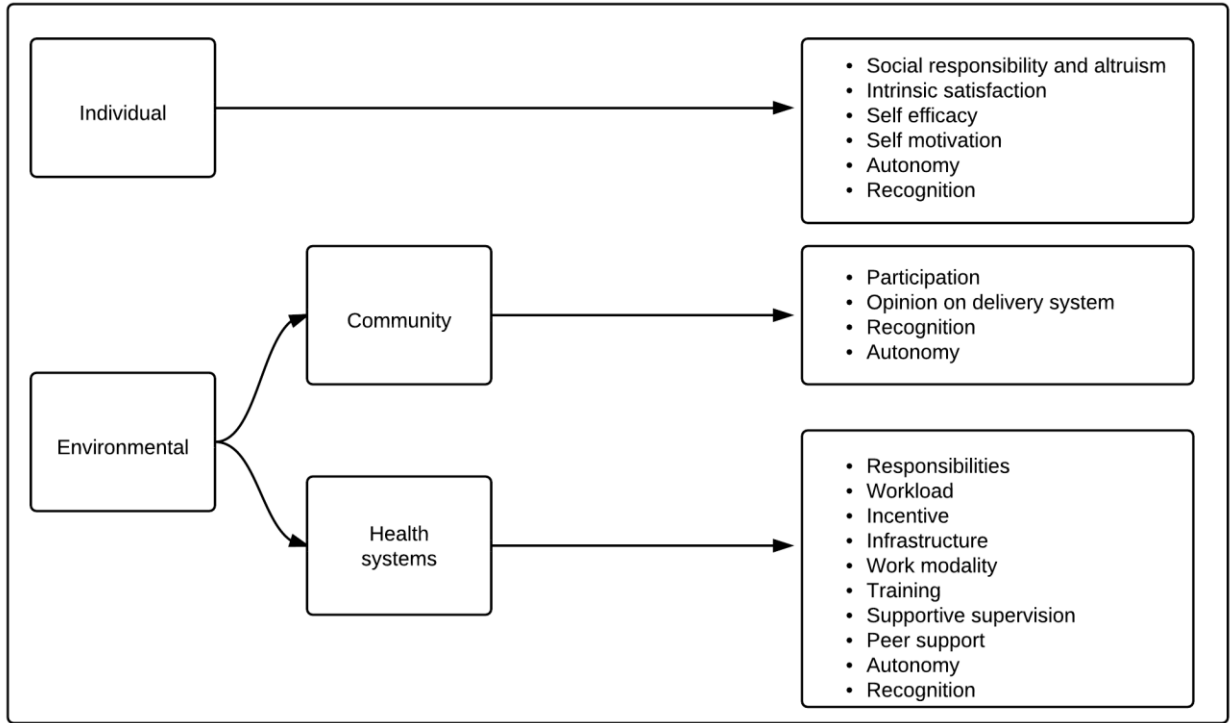 Individual
• Social responsibility and altruism
• Intrinsic satisfaction
• Self efficacy
• Self motivation
• Autonomy
• Recognition
Community
• Participation
• Opinion on delivery system
• Recognition
• Autonomy
Environmental
Health
systems
• Responsibilities
• Workload
• Incentive
• Infrastructure
• Work modality
• Training
• Supportive supervision
• Peer support
• Autonomy
• Recognition